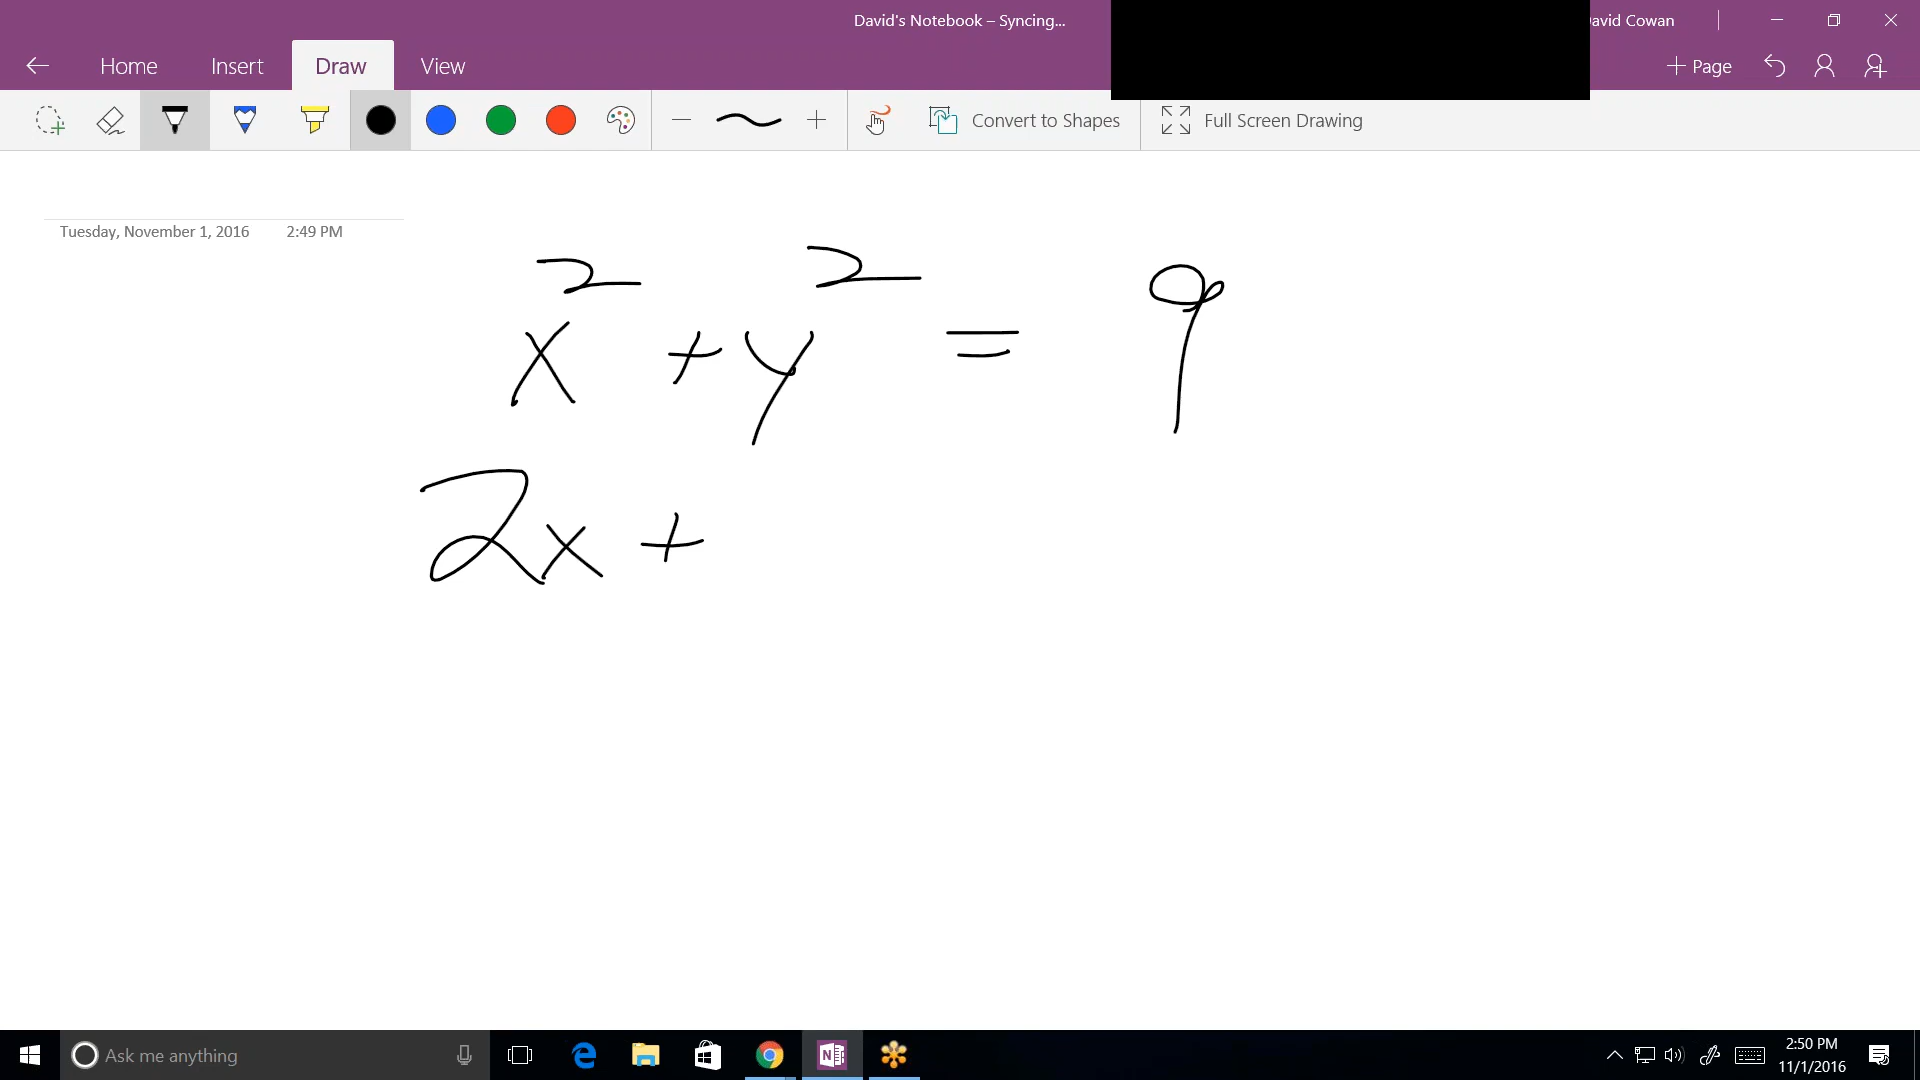 David's Notebook – Syncing...
avid Cowan
Home Insert Draw View
Page
Convert to Shapes Full Screen Drawing
Tuesday, November 1, 2016 2:49 PM
x² + y² = 9
2x +
Ask me anything
N
2:50 PM
11/1/2016